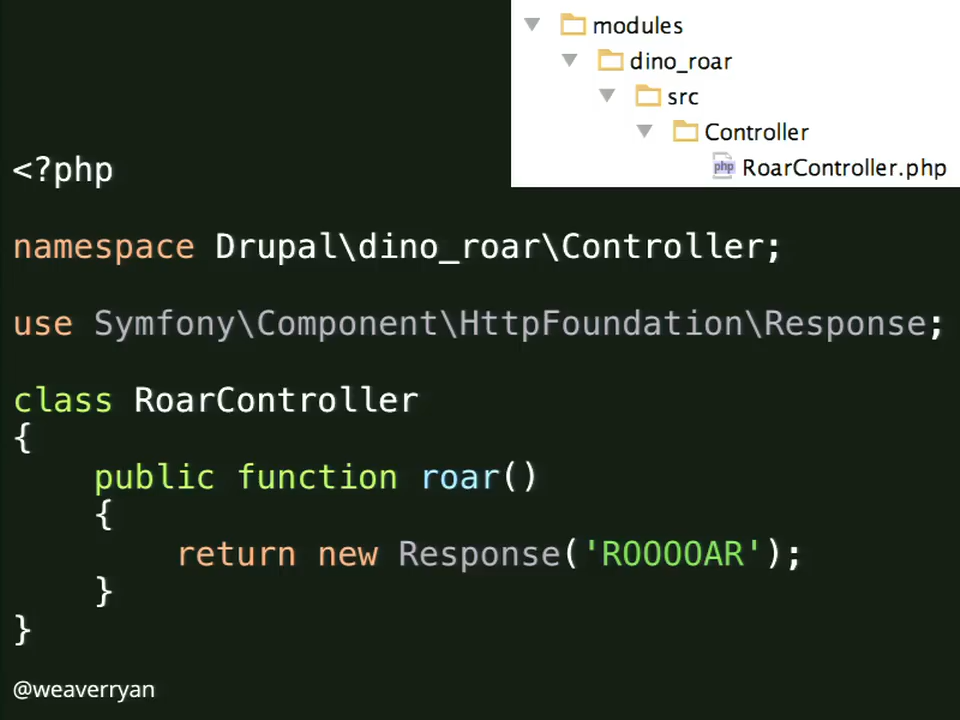 modules
dino_roar
src
Controller
php RoarController.php
<?php
namespace Drupal\dino_roar\Controller;
use Symfony\Component\HttpFoundation\Response;
class RoarController
{
    public function roar()
    {
        return new Response('ROOOOAR');
    }
}
@weaverryan